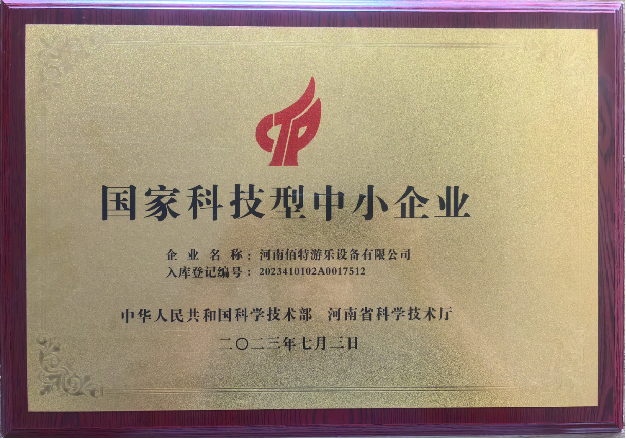 国家科技型中小企业
企业名称：河南佰特游乐设备有限公司
入库登记编号：2023410102A0017512
中华人民共和国科学技术部 河南省科学技术厅
二〇二三年七月三日